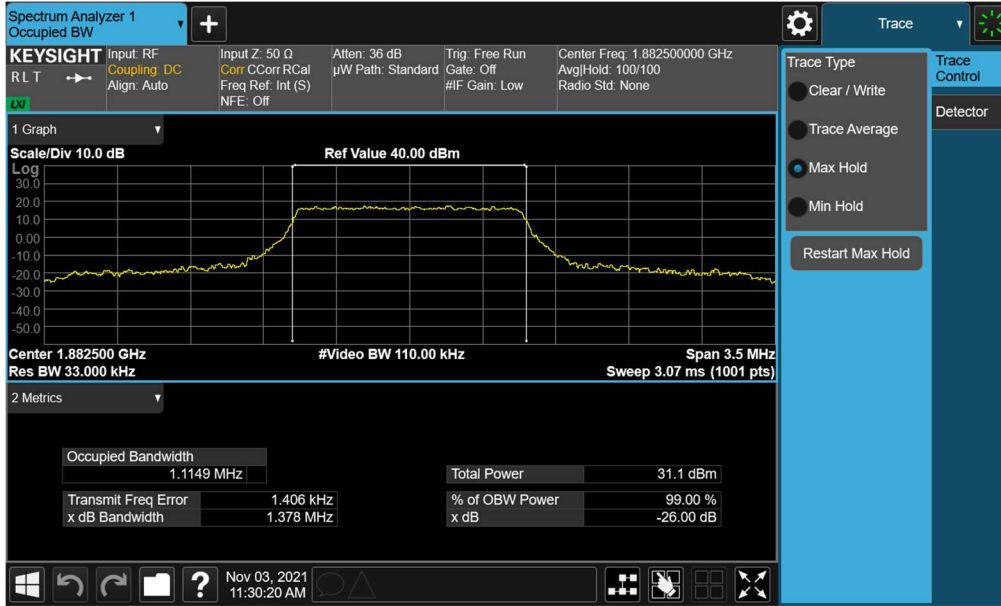 Spectrum Analyzer 1
Occupied BW
Trace
KEYSIGHT
R L T
LXI
Input: RF
Coupling: DC
Align: Auto
Input Z: 50 Ω
Corr CCorr RCal
Freq Ref: Int (S)
NFE: Off
Atten: 36 dB
µW Path: Standard
Trig: Free Run
Gate: Off
#IF Gain: Low
Center Freq: 1.882500000 GHz
Avg|Hold: 100/100
Radio Std: None
Trace Type
Clear / Write
Trace Average
Max Hold
Min Hold
Restart Max Hold
Trace
Control
Detector
1 Graph
Scale/Div 10.0 dB
Ref Value 40.00 dBm
Log
30.0
20.0
10.0
0.00
-10.0
-20.0
-30.0
-40.0
-50.0
Center 1.882500 GHz
#Video BW 110.00 kHz
Span 3.5 MHz
Res BW 33.000 kHz
Sweep 3.07 ms (1001 pts)
2 Metrics
Occupied Bandwidth
1.1149 MHz
Total Power 31.1 dBm
Transmit Freq Error 1.406 kHz
% of OBW Power 99.00 %
x dB Bandwidth 1.378 MHz
x dB -26.00 dB
?
Nov 03, 2021
11:30:20 AM